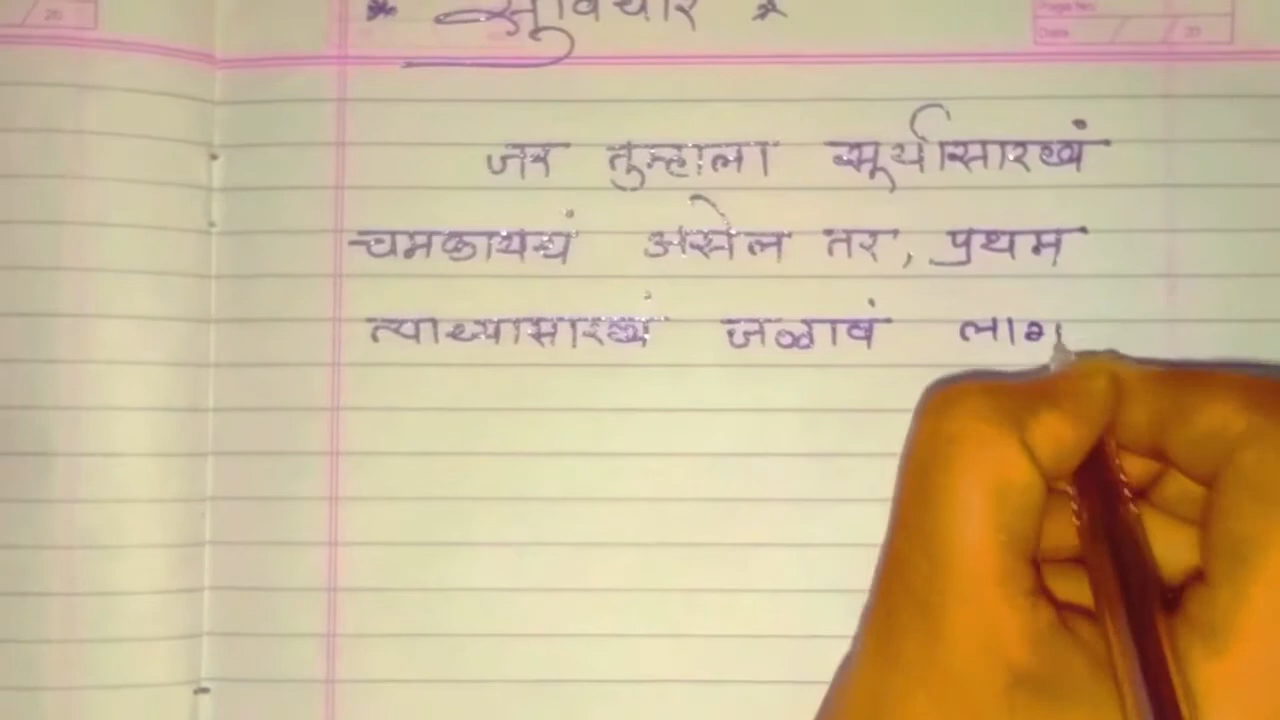 * सुविचार *
जर तुम्हाला सूर्यासारखं
चमकायचं असेल तर, प्रथम
त्याच्यासारखं जळावं लाग